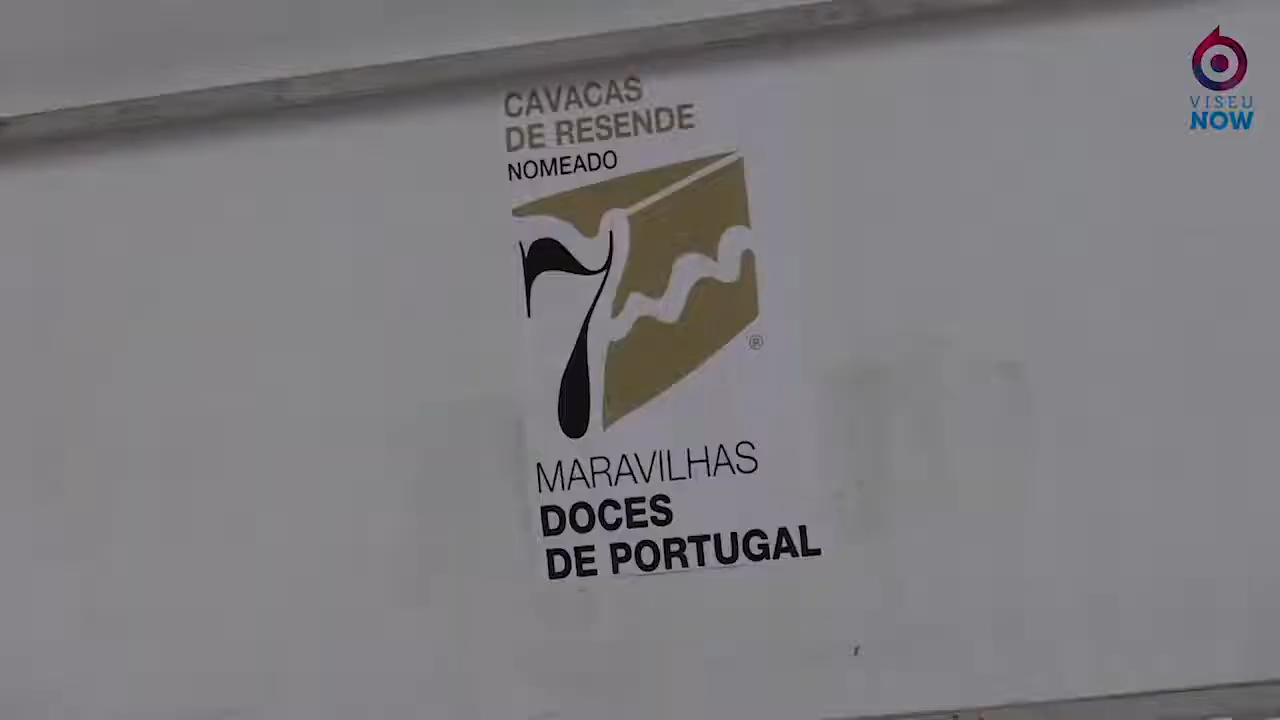 CAVACAS
DE RESENDE
NOMEADO
7
®
MARAVILHAS
DOCES
DE PORTUGAL
VISEU
NOW